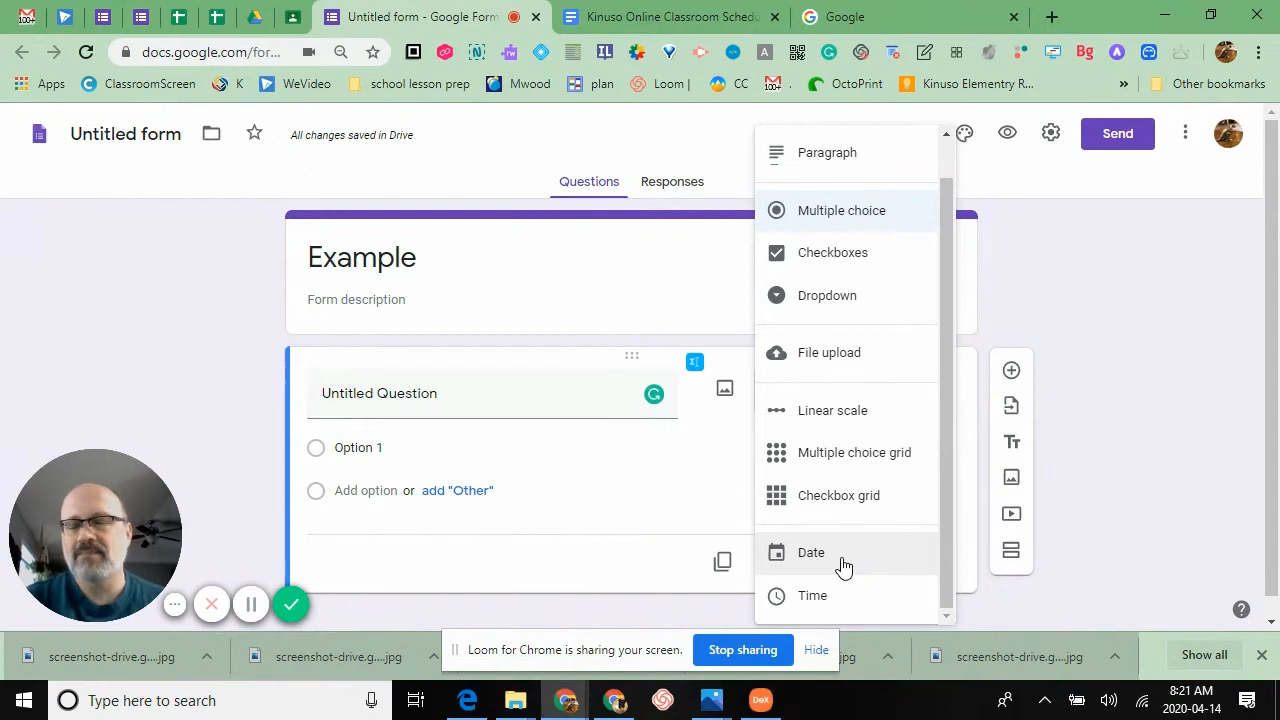 Untitled form - Google Form
Kinuso Online Classroom Schedu
Google
docs.google.com/for...
Apps
ClassroomScreen
K
WeVideo
school lesson prep
Mwood
plan
Loom |
CC
OctoPrint
Kinuso Elementry R...
»
Other bookmarks
Untitled form
All changes saved in Drive
Send
Questions
Responses
Example
Form description
Untitled Question
Option 1
Add option or add "Other"
Paragraph
Multiple choice
Checkboxes
Dropdown
File upload
Linear scale
Multiple choice grid
Checkbox grid
Date
Time
screenshot-drive.g....jpg
screenshot-drive.g....jpg
jpg
screenshot-drive.g....jpg
Show all
Loom for Chrome is sharing your screen.
Stop sharing
Hide
Type here to search
DeX
8:21 AM
2020-04-14